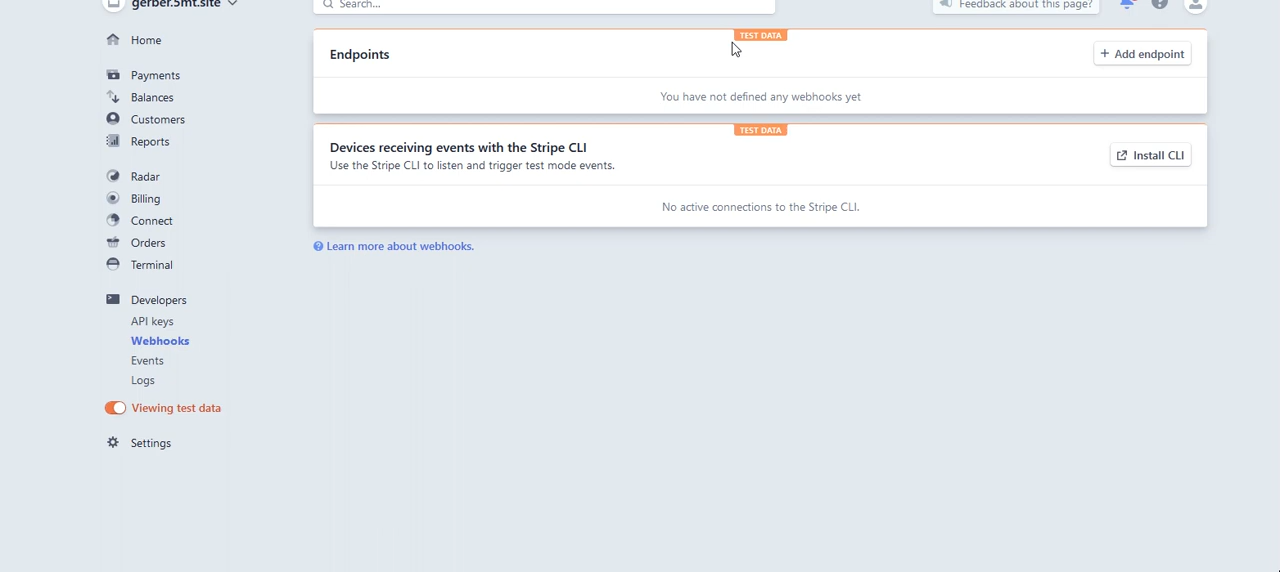 gerber.5mt.site
Search...
Feedback about this page?
Home
Payments
Balances
Customers
Reports
Radar
Billing
Connect
Orders
Terminal
Developers
API keys
Webhooks
Events
Logs
Viewing test data
Settings
TEST DATA
Endpoints
+ Add endpoint
You have not defined any webhooks yet
TEST DATA
Devices receiving events with the Stripe CLI
Use the Stripe CLI to listen and trigger test mode events.
Install CLI
No active connections to the Stripe CLI.
Learn more about webhooks.